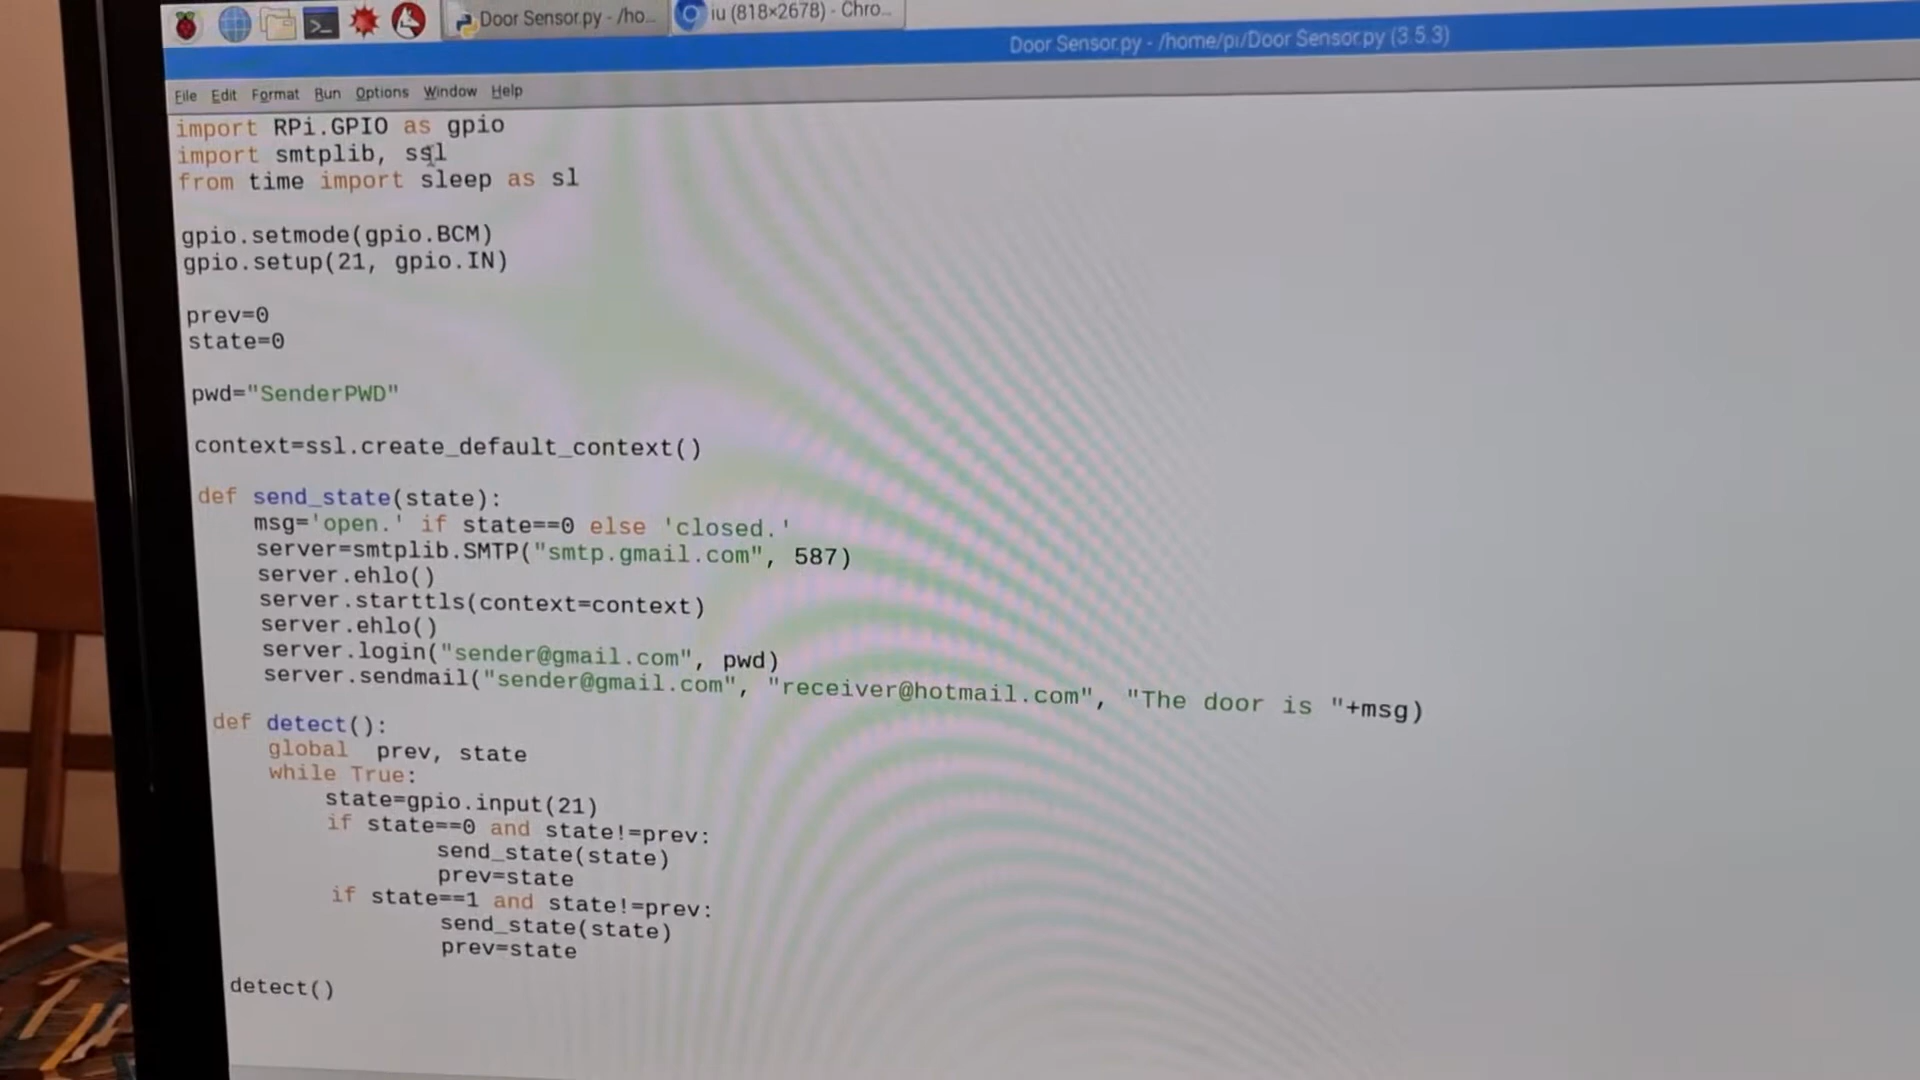 Door Sensor.py - /ho...
iu (818×2678) - Chro...
Door Sensor.py - /home/pi/Door Sensor.py (3.5.3)
File Edit Format Run Options Window Help
import RPi.GPIO as gpio
import smtplib, ssl
from time import sleep as sl
gpio.setmode(gpio.BCM)
gpio.setup(21, gpio.IN)
prev=0
state=0
pwd="SenderPWD"
context=ssl.create_default_context()
def send_state(state):
    msg='open.' if state==0 else 'closed.'
    server=smtplib.SMTP("smtp.gmail.com", 587)
    server.ehlo()
    server.starttls(context=context)
    server.ehlo()
    server.login("sender@gmail.com", pwd)
    server.sendmail("sender@gmail.com", "receiver@hotmail.com", "The door is "+msg)
def detect():
    global  prev, state
    while True:
        state=gpio.input(21)
        if state==0 and state!=prev:
                send_state(state)
                prev=state
        if state==1 and state!=prev:
                send_state(state)
                prev=state
detect()